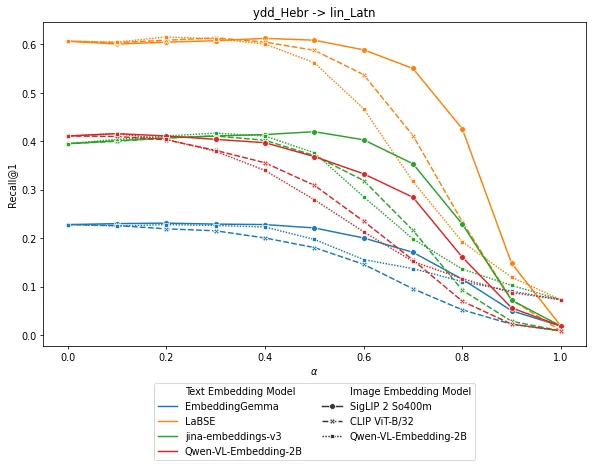 ydd_Hebr -> lin_Latn
Recall@1
0.6
0.5
0.4
0.3
0.2
0.1
0.0
0.0 0.2 0.4 0.6 0.8 1.0
α
Text Embedding Model Image Embedding Model
EmbeddingGemma SigLIP 2 So400m
LaBSE CLIP ViT-B/32
jina-embeddings-v3 Qwen-VL-Embedding-2B
Qwen-VL-Embedding-2B